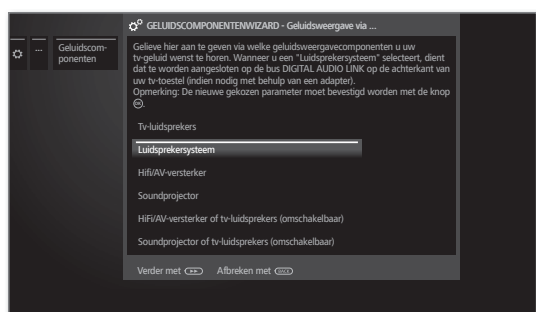 GELUIDSCOMPONENTENWIZARD - Geluidsweergave via ...
...
Geluidscom-
ponenten
Gelieve hier aan te geven via welke geluidsweergavecomponenten u uw
tv-geluid wenst te horen. Wanneer u een "Luidsprekersysteem" selecteert, dient
dat te worden aangesloten op de bus DIGITAL AUDIO LINK op de achterkant van
uw tv-toestel (indien nodig met behulp van een adapter).
Opmerking: De nieuwe gekozen parameter moet bevestigd worden met de knop
OK.
Tv-luidsprekers
Luidsprekersysteem
Hifi/AV-versterker
Soundprojector
HiFi/AV-versterker of tv-luidsprekers (omschakelbaar)
Soundprojector of tv-luidsprekers (omschakelbaar)
Verder met Afbreken met BACK